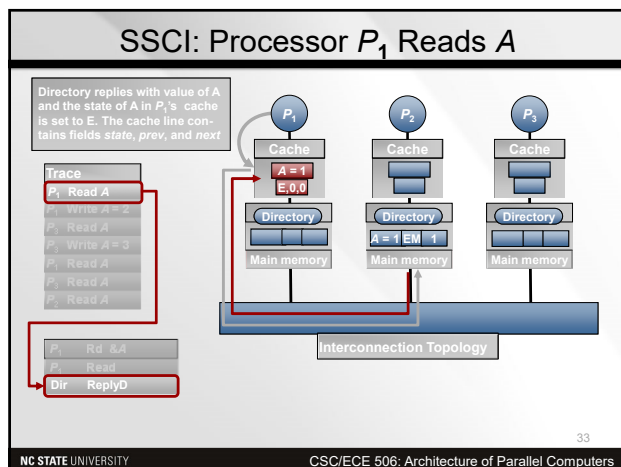 SSCI: Processor P1 Reads A
Directory replies with value of A
and the state of A in P1's cache
is set to E. The cache line con-
tains fields state, prev, and next
P1
P2
P3
Cache
Cache
Cache
A = 1
E,0,0
Directory
Directory
Directory
A = 1 EM 1
Main memory
Main memory
Main memory
Interconnection Topology
Trace
P1 Read A
P1 Write A = 2
P1 Read A
P1 Write A = 3
P1 Read A
P3 Read A
P2 Read A
P1 Rd &A
P1 Read
Dir ReplyD
33
NC STATE UNIVERSITY
CSC/ECE 506: Architecture of Parallel Computers